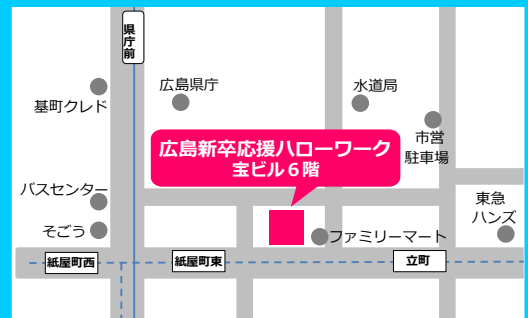 県庁前
広島県庁
水道局
基町クレド
市営
駐車場
広島新卒応援ハローワーク
宝ビル６階
バスセンター
東急
ハンズ
そごう
ファミリーマート
紙屋町西
紙屋町東
立町